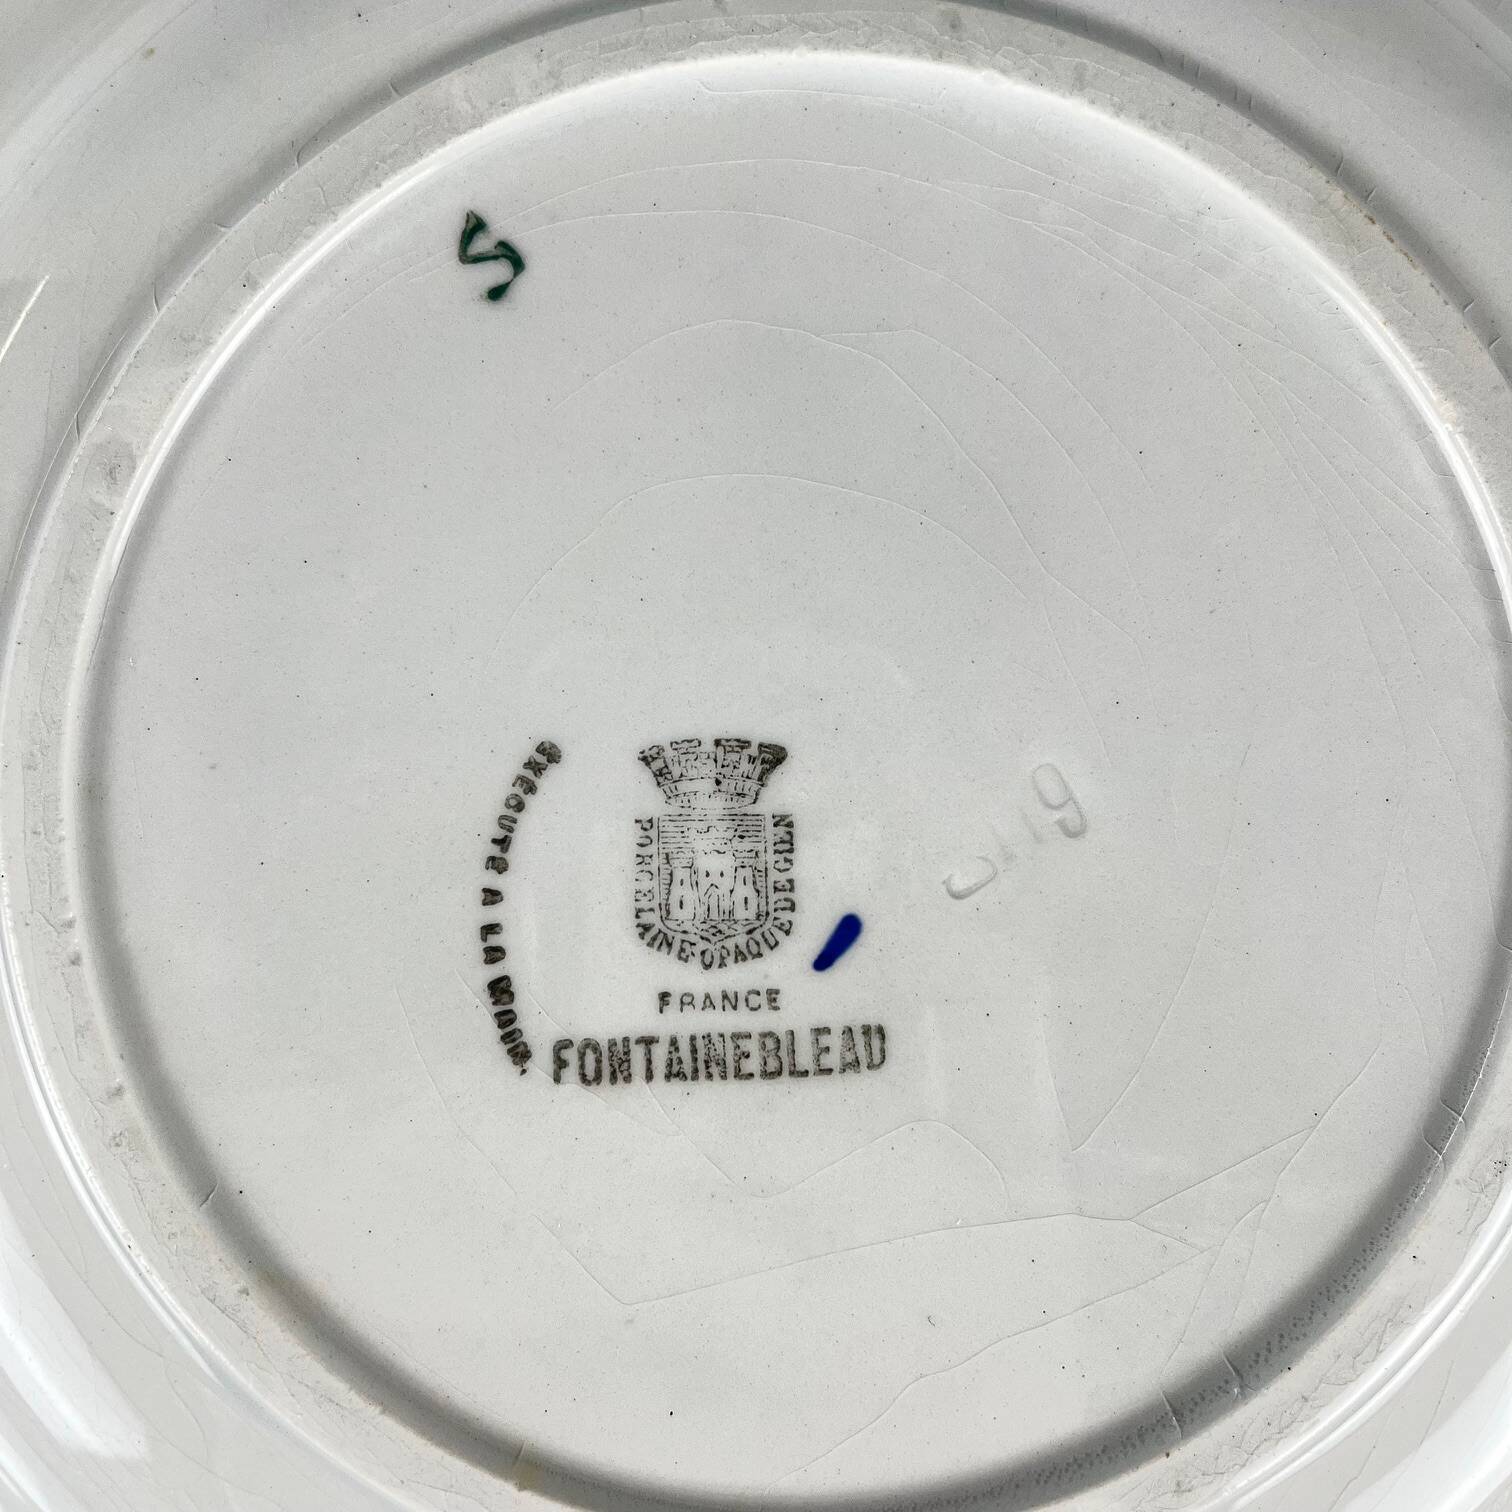 EXÉCUTÉ A LA MAIN.
PORCELAINE OPAQUE DE GIEN
FRANCE
FONTAINEBLEAU